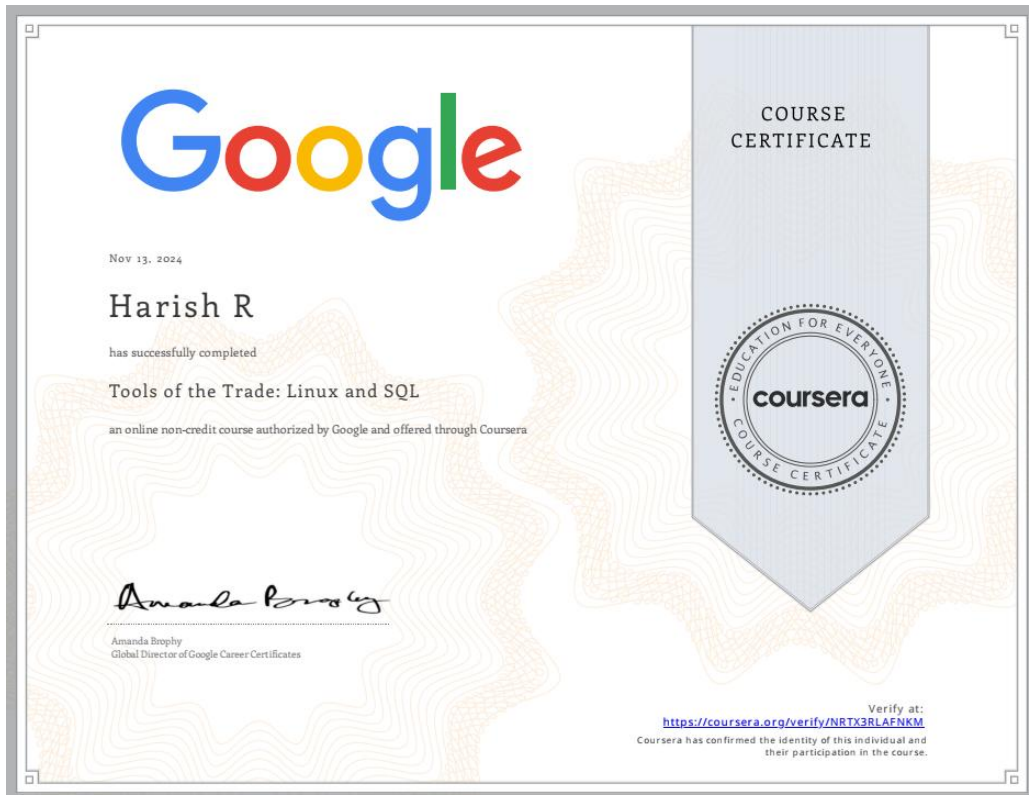 Google
COURSE
CERTIFICATE
Nov 13, 2024
Harish R
has successfully completed
Tools of the Trade: Linux and SQL
an online non-credit course authorized by Google and offered through Coursera
EDUCATION FOR EVERYONE
coursera
COURSE CERTIFICATE
Amanda Brophy
Amanda Brophy
Global Director of Google Career Certificates
Verify at:
https://coursera.org/verify/NRTX3RLAFNKM
Coursera has confirmed the identity of this individual and
their participation in the course.